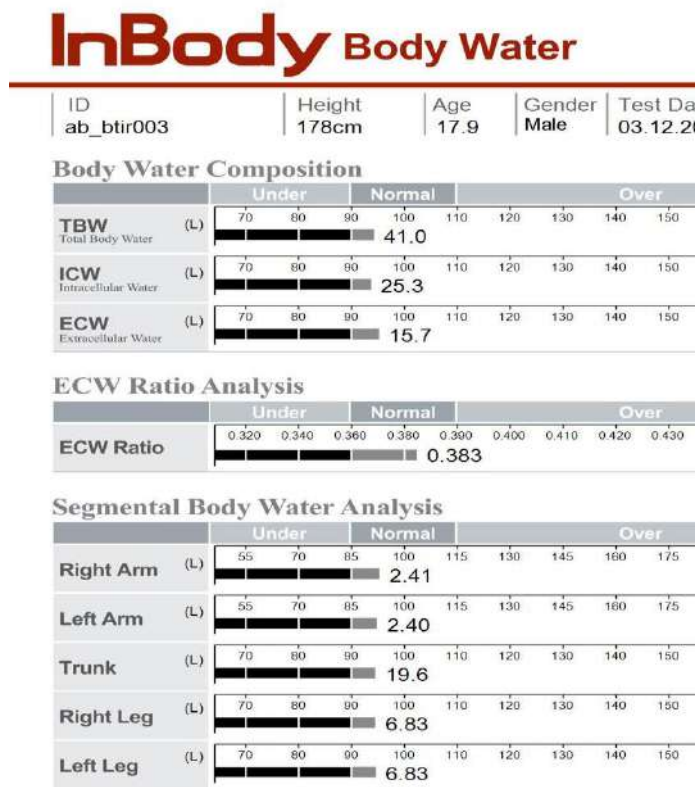 InBody Body Water
ID Height Age Gender Test Da
ab_btir003 178cm 17.9 Male 03.12.20
Body Water Composition
Under Normal Over
TBW (L) 70 80 90 100 110 120 130 140 150
Total Body Water 41.0
ICW (L) 70 80 90 100 110 120 130 140 150
Intracellular Water 25.3
ECW (L) 70 80 90 100 110 120 130 140 150
Extracellular Water 15.7
ECW Ratio Analysis
Under Normal Over
0.320 0.340 0.360 0.380 0.390 0.400 0.410 0.420 0.430
ECW Ratio 0.383
Segmental Body Water Analysis
Under Normal Over
Right Arm (L) 55 70 85 100 115 130 145 160 175
2.41
Left Arm (L) 55 70 85 100 115 130 145 160 175
2.40
Trunk (L) 70 80 90 100 110 120 130 140 150
19.6
Right Leg (L) 70 80 90 100 110 120 130 140 150
6.83
Left Leg (L) 70 80 90 100 110 120 130 140 150
6.83